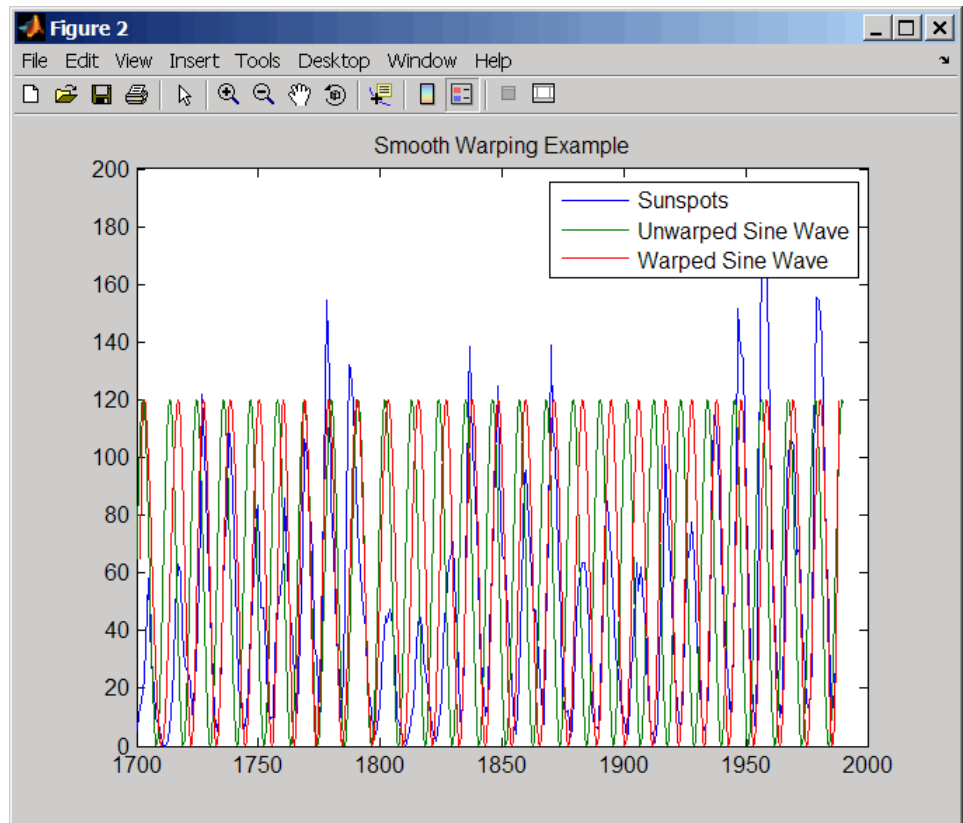 Figure 2
File Edit View Insert Tools Desktop Window Help
Smooth Warping Example
200
180
160
140
120
100
80
60
40
20
0
Sunspots
Unwarped Sine Wave
Warped Sine Wave
1700 1750 1800 1850 1900 1950 2000